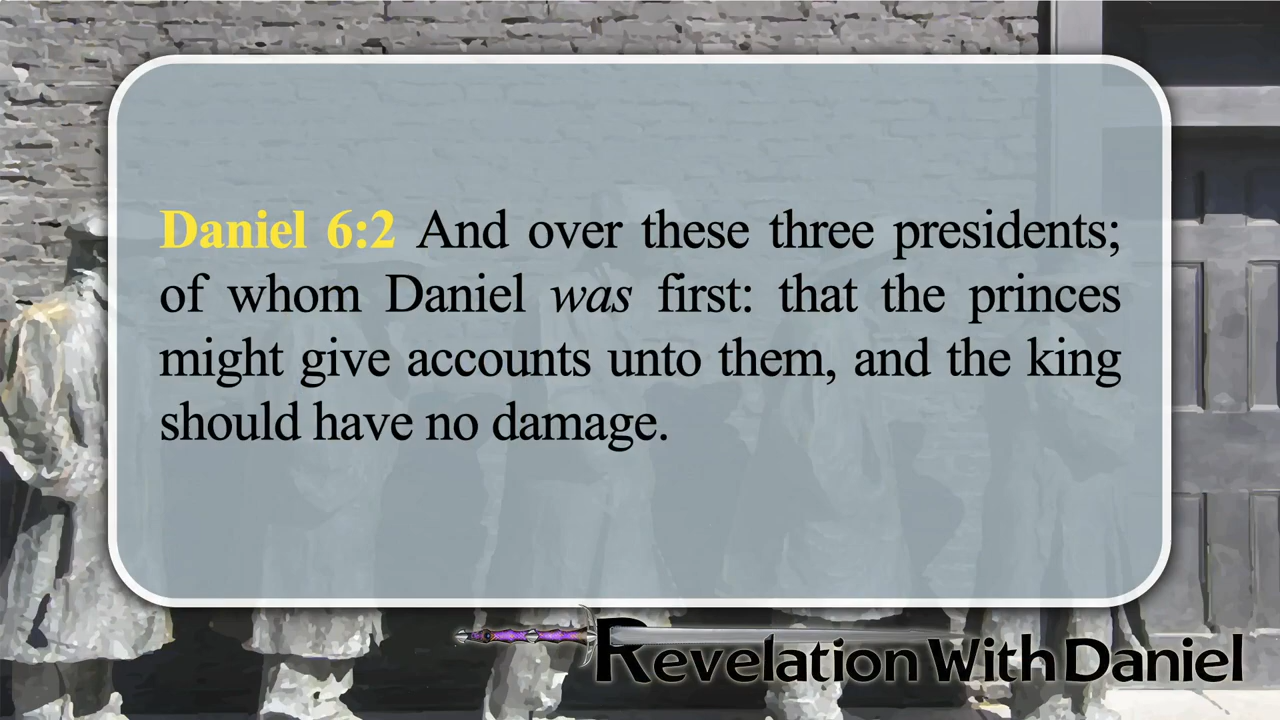 Daniel 6:2 And over these three presidents;
of whom Daniel was first: that the princes
might give accounts unto them, and the king
should have no damage.
Revelation With Daniel